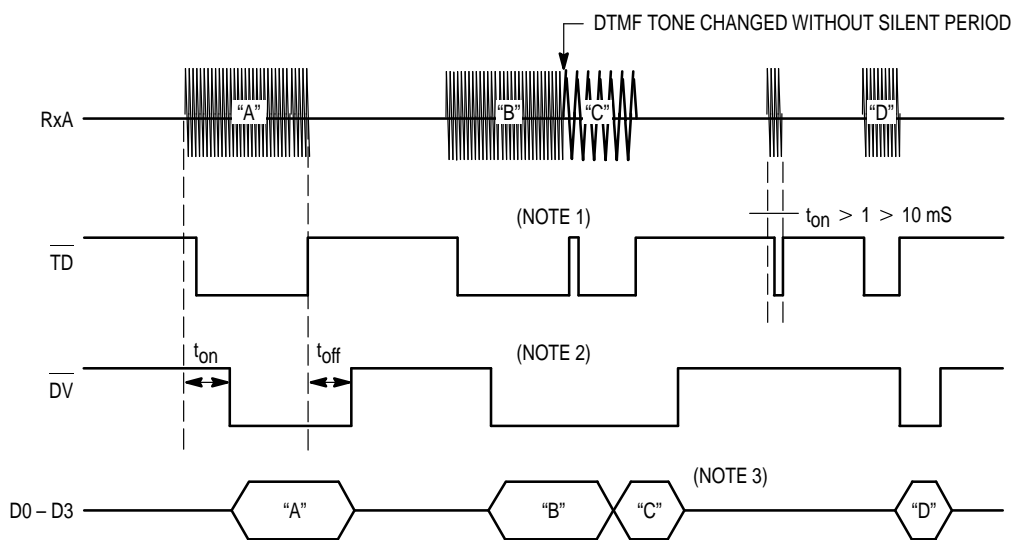 DTMF TONE CHANGED WITHOUT SILENT PERIOD
RxA
“A”
“B”
“C”
“D”
(NOTE 1)
ton > 1 > 10 mS
TD
ton
toff
(NOTE 2)
DV
(NOTE 3)
D0 – D3
“A”
“B”
“C”
“D”